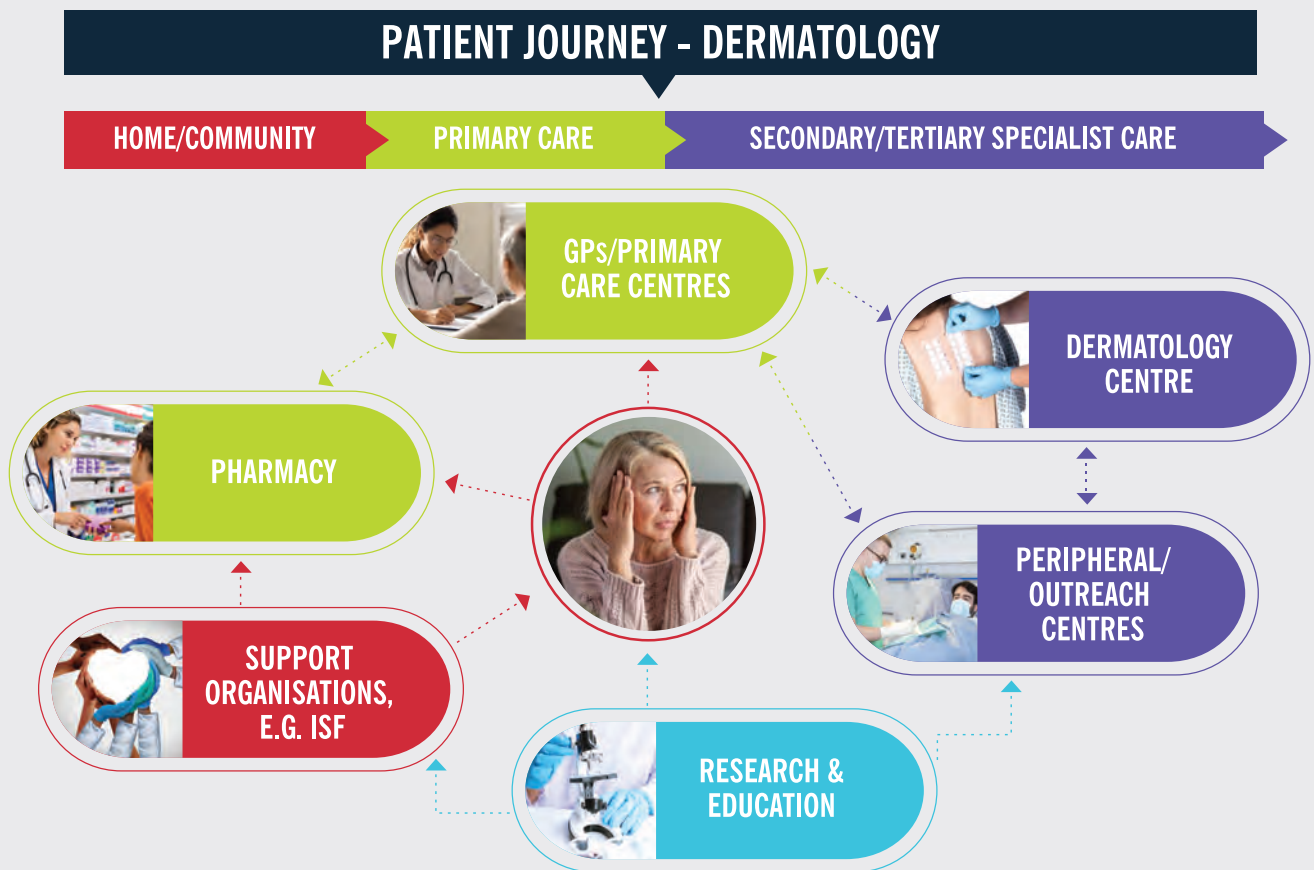 PATIENT JOURNEY - DERMATOLOGY
HOME/COMMUNITY
PRIMARY CARE
SECONDARY/TERTIARY SPECIALIST CARE
GPs/PRIMARY
CARE CENTRES
DERMATOLOGY
CENTRE
PHARMACY
PERIPHERAL/
OUTREACH
CENTRES
SUPPORT
ORGANISATIONS,
E.G. ISF
RESEARCH &
EDUCATION